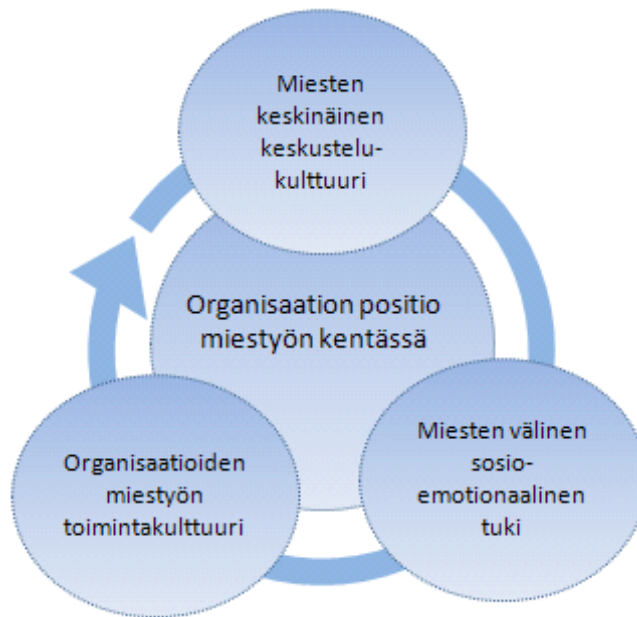 Miesten
keskinäinen
keskustelu-
kulttuuri
Organisaation positio
miestyön kentässä
Miesten välinen
sosio-
emotionaalinen
tuki
Organisaatioiden
miestyön
toimintakulttuuri